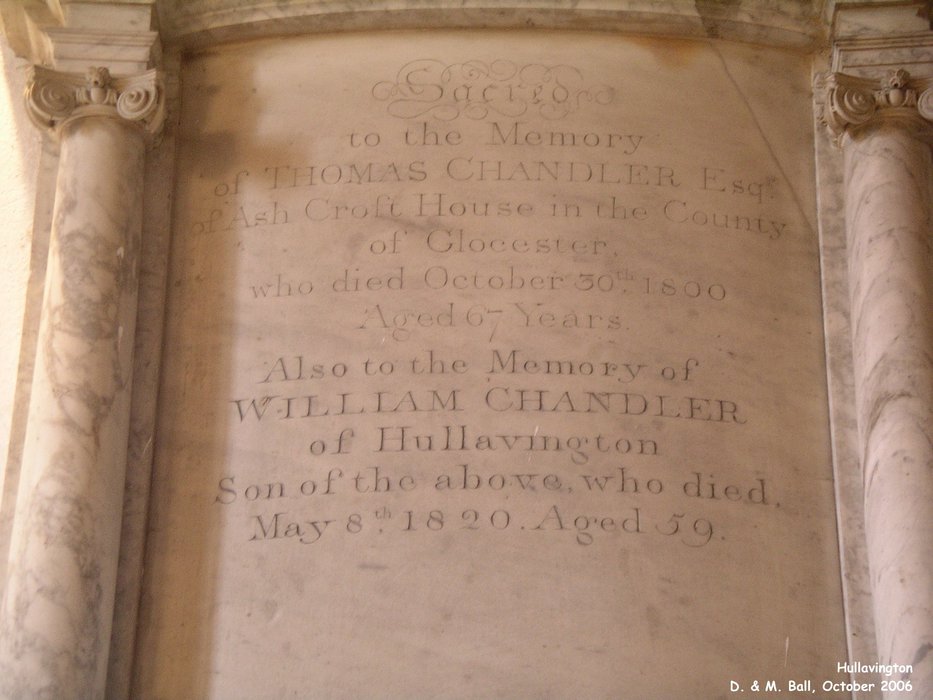 Sacred
to the Memory
of THOMAS CHANDLER Esqr.
of Ash Croft House in the County
of Glocester,
who died October 30th. 1800
Aged 67 Years.
Also to the Memory of
WILLIAM CHANDLER
of Hullavington
Son of the above, who died,
May 8th. 1820. Aged 59.
Hullavington
D. & M. Ball, October 2006